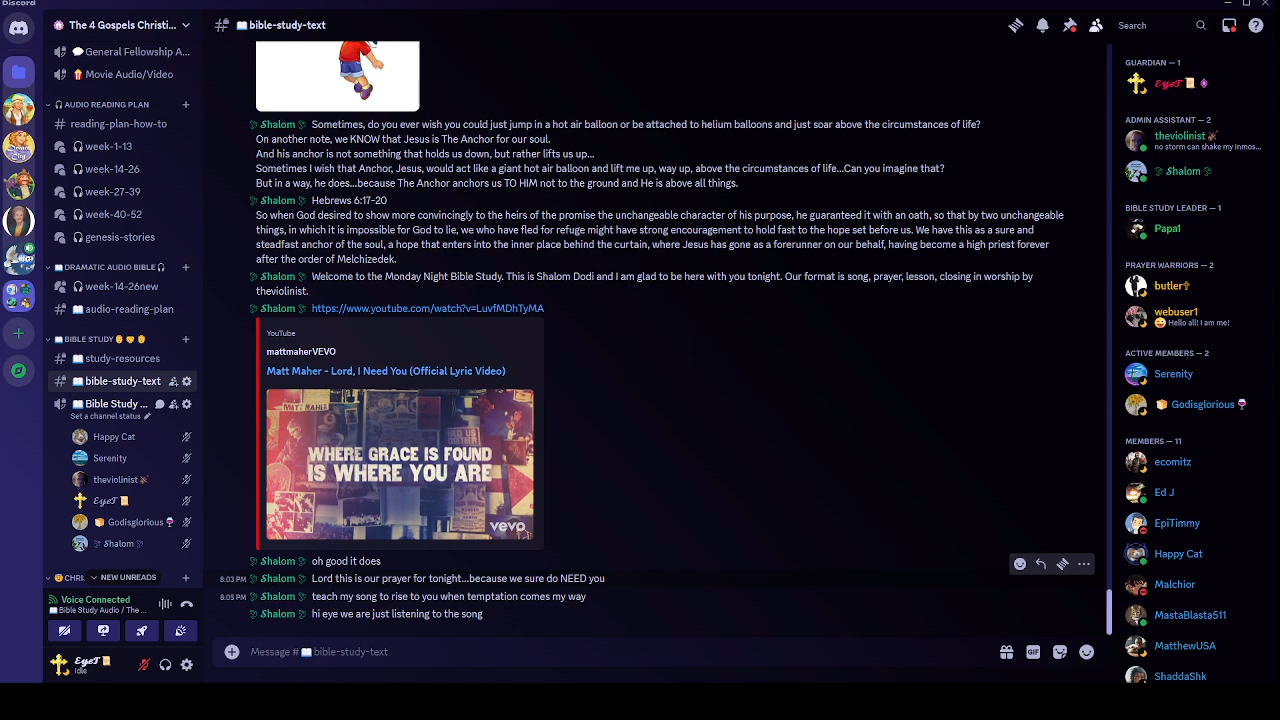 Discord
The 4 Gospels Christi...
📖bible-study-text
Search
General Fellowship A...
Movie Audio/Video
AUDIO READING PLAN
reading-plan-how-to
week-1-13
week-14-26
week-27-39
week-40-52
genesis-stories
DRAMATIC AUDIO BIBLE
week-14-26new
audio-reading-plan
BIBLE STUDY
study-resources
bible-study-text
Bible Study ...
Set a channel status
Happy Cat
Serenity
theviolinist
EyeT
Godisglorious
Shalom
CHRI
NEW UNREADS
Voice Connected
Bible Study Audio / The ...
EyeT
Idle
Shalom Sometimes, do you ever wish you could just jump in a hot air balloon or be attached to helium balloons and just soar above the circumstances of life?
On another note, we KNOW that Jesus is The Anchor for our soul.
And his anchor is not something that holds us down, but rather lifts us up...
Sometimes I wish that Anchor, Jesus, would act like a giant hot air balloon and lift me up, way up, above the circumstances of life...Can you imagine that?
But in a way, he does...because The Anchor anchors us TO HIM not to the ground and He is above all things.
Shalom Hebrews 6:17-20
So when God desired to show more convincingly to the heirs of the promise the unchangeable character of his purpose, he guaranteed it with an oath, so that by two unchangeable
things, in which it is impossible for God to lie, we who have fled for refuge might have strong encouragement to hold fast to the hope set before us. We have this as a sure and
steadfast anchor of the soul, a hope that enters into the inner place behind the curtain, where Jesus has gone as a forerunner on our behalf, having become a high priest forever
after the order of Melchizedek.
Shalom Welcome to the Monday Night Bible Study. This is Shalom Dodi and I am glad to be here with you tonight. Our format is song, prayer, lesson, closing in worship by
theviolinist.
Shalom https://www.youtube.com/watch?v=LuvfMDhTyMA
YouTube
mattmaherVEVO
Matt Maher - Lord, I Need You (Official Lyric Video)
MATT MAHER
WHERE GRACE IS FOUND
IS WHERE YOU ARE
vevo
Shalom oh good it does
8:03 PM Shalom Lord this is our prayer for tonight...because we sure do NEED you
8:05 PM Shalom teach my song to rise to you when temptation comes my way
Shalom hi eye we are just listening to the song
Message #📖bible-study-text
GIF
GUARDIAN — 1
EyeT
ADMIN ASSISTANT — 2
theviolinist
no storm can shake my inmos...
Shalom
BIBLE STUDY LEADER — 1
Papa1
PRAYER WARRIORS — 2
butler✞
webuser1
Hello all! I am me!
ACTIVE MEMBERS — 2
Serenity
Godisglorious
MEMBERS — 11
ecomitz
Ed J
EpiTimmy
Happy Cat
Malchior
MastaBlasta511
MatthewUSA
ShaddaShk